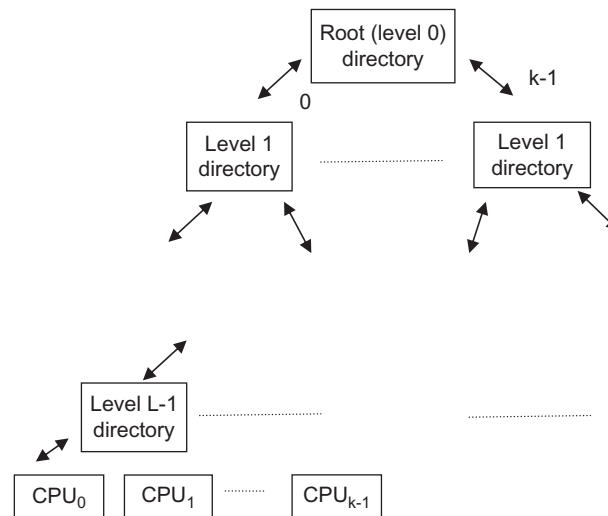 Root (level 0)
directory
0
k-1
Level 1
directory
Level 1
directory
Level L-1
directory
CPU0
CPU1
CPUk-1